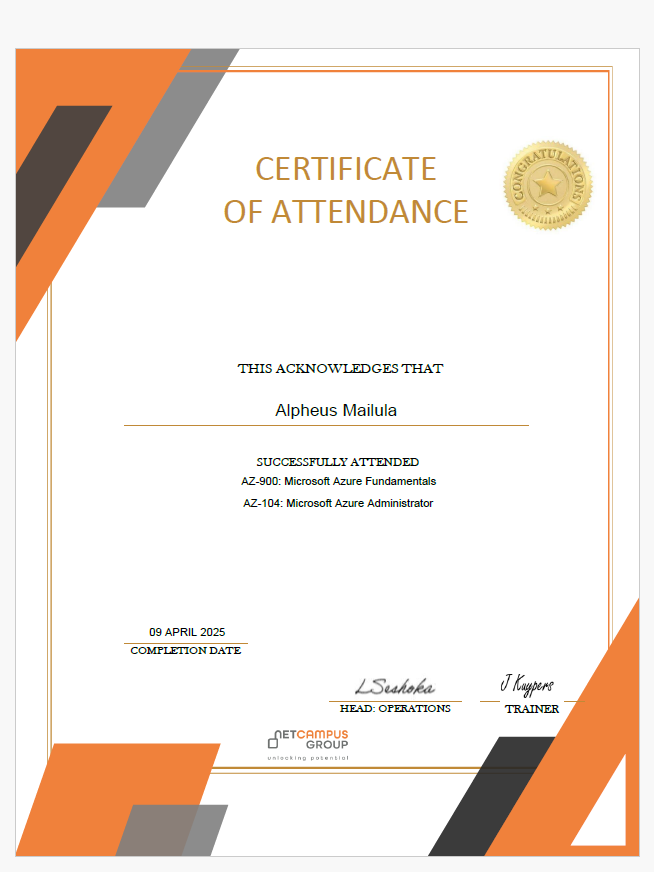 CERTIFICATE
OF ATTENDANCE
CONGRATULATIONS
THIS ACKNOWLEDGES THAT
Alpheus Mailula
SUCCESSFULLY ATTENDED
AZ-900: Microsoft Azure Fundamentals
AZ-104: Microsoft Azure Administrator
09 APRIL 2025
COMPLETION DATE
LSeshoka
J Kuypers
HEAD: OPERATIONS
TRAINER
NETCAMPUS
GROUP
unlocking potential